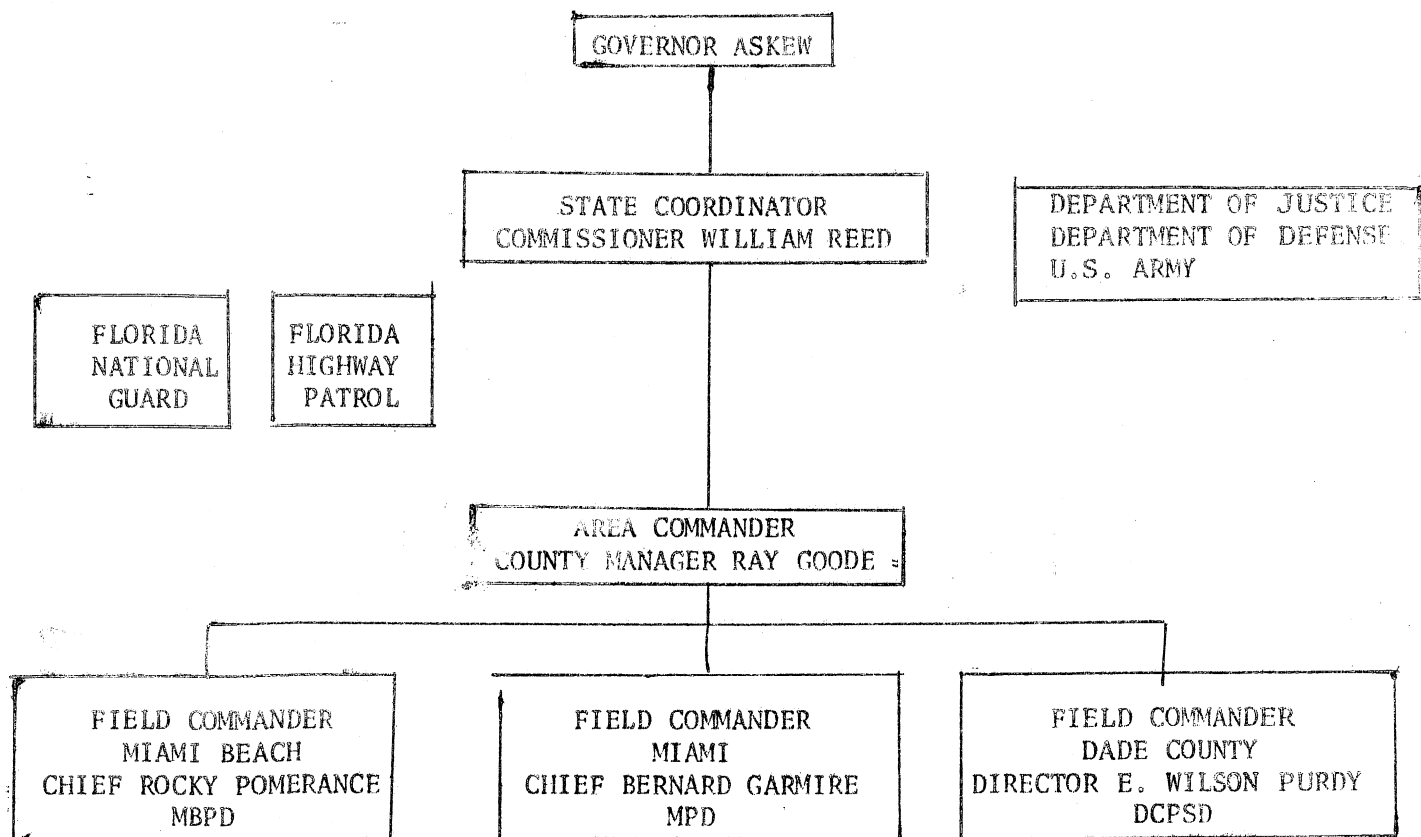 GOVERNOR ASKEW
STATE COORDINATOR
COMMISSIONER WILLIAM REED
DEPARTMENT OF JUSTICE
DEPARTMENT OF DEFENSE
U.S. ARMY
FLORIDA
NATIONAL
GUARD
FLORIDA
HIGHWAY
PATROL
AREA COMMANDER
COUNTY MANAGER RAY GOODE
FIELD COMMANDER
MIAMI BEACH
CHIEF ROCKY POMERANCE
MBPD
FIELD COMMANDER
MIAMI
CHIEF BERNARD GARMIRE
MPD
FIELD COMMANDER
DADE COUNTY
DIRECTOR E. WILSON PURDY
DCPSD